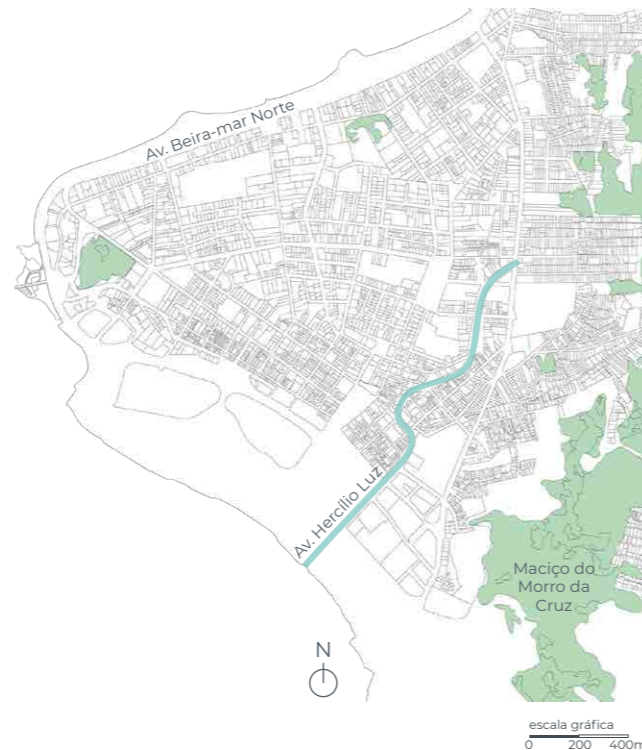 Av. Beira-mar Norte
Av. Hercílio Luz
Maciço do
Morro da
Cruz
N
escala gráfica
0 200 400m